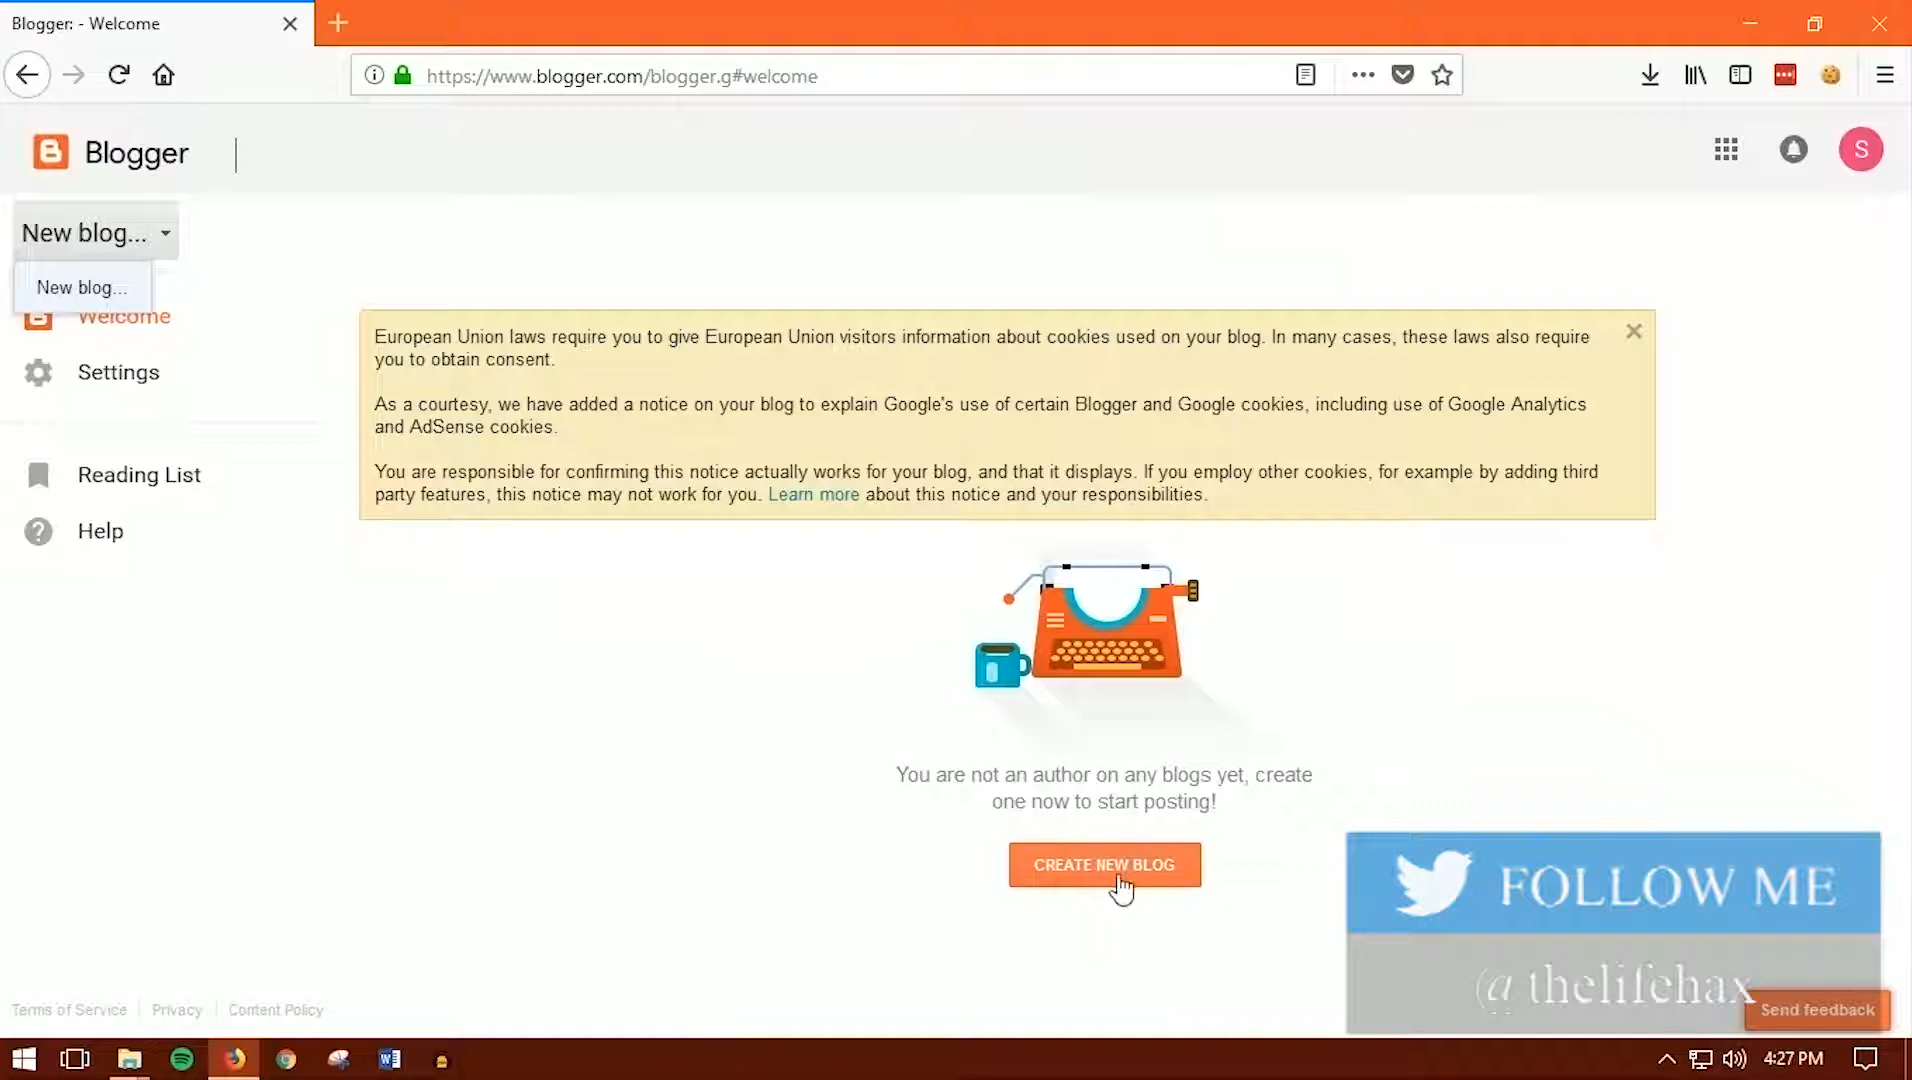 Blogger: - Welcome
https://www.blogger.com/blogger.g#welcome
Blogger
S
New blog...
New blog...
Welcome
Settings
Reading List
Help
European Union laws require you to give European Union visitors information about cookies used on your blog. In many cases, these laws also require
you to obtain consent.
As a courtesy, we have added a notice on your blog to explain Google's use of certain Blogger and Google cookies, including use of Google Analytics
and AdSense cookies.
You are responsible for confirming this notice actually works for your blog, and that it displays. If you employ other cookies, for example by adding third
party features, this notice may not work for you. Learn more about this notice and your responsibilities.
You are not an author on any blogs yet, create
one now to start posting!
CREATE NEW BLOG
FOLLOW ME
@thelifehax
Send feedback
Terms of Service
Privacy
Content Policy
4:27 PM